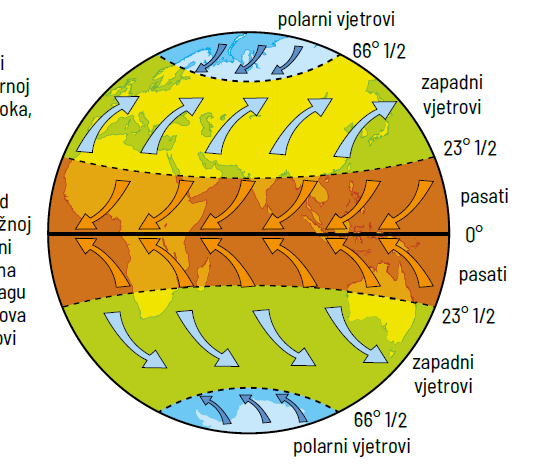 polarni vjetrovi
66° 1/2
zapadni
vjetrovi
23° 1/2
pasati
0°
pasati
23° 1/2
zapadni
vjetrovi
66° 1/2
polarni vjetrovi